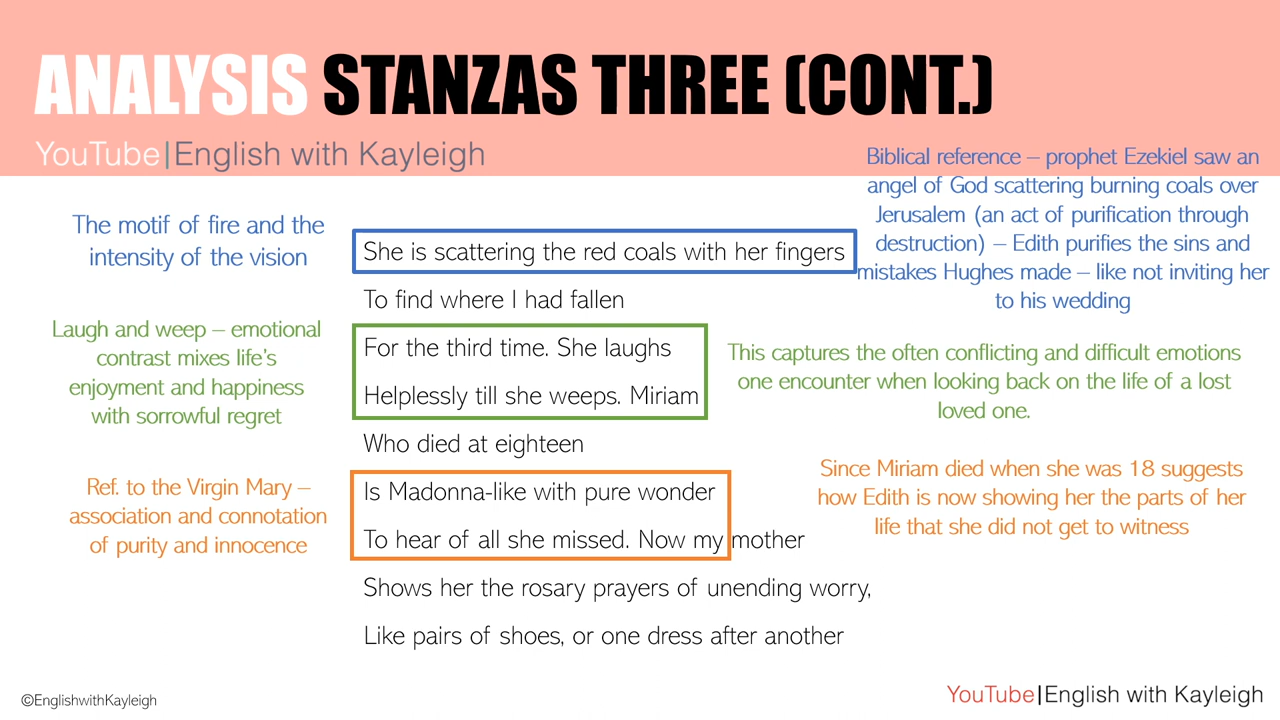 ANALYSIS STANZAS THREE (CONT.)
YouTube|English with Kayleigh
Biblical reference – prophet Ezekiel saw an
angel of God scattering burning coals over
Jerusalem (an act of purification through
destruction) – Edith purifies the sins and
mistakes Hughes made – like not inviting her
to his wedding
The motif of fire and the
intensity of the vision
She is scattering the red coals with her fingers
To find where I had fallen
For the third time. She laughs
Helplessly till she weeps. Miriam
Who died at eighteen
Is Madonna-like with pure wonder
To hear of all she missed. Now my mother
Shows her the rosary prayers of unending worry,
Like pairs of shoes, or one dress after another
Laugh and weep – emotional
contrast mixes life's
enjoyment and happiness
with sorrowful regret
This captures the often conflicting and difficult emotions
one encounter when looking back on the life of a lost
loved one.
Ref. to the Virgin Mary –
association and connotation
of purity and innocence
Since Miriam died when she was 18 suggests
how Edith is now showing her the parts of her
life that she did not get to witness
©EnglishwithKayleigh
YouTube|English with Kayleigh